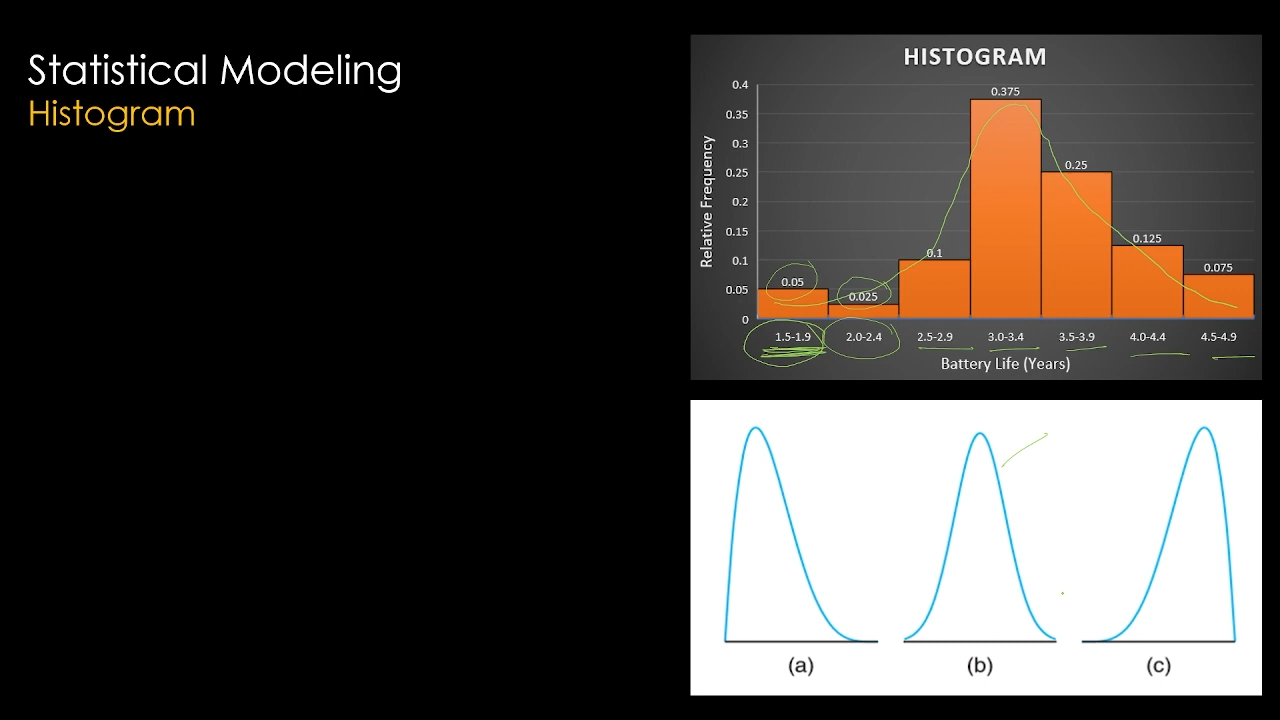 Statistical Modeling
Histogram
HISTOGRAM
Relative Frequency
0.4
0.35
0.3
0.25
0.2
0.15
0.1
0.05
0
0.05
0.025
0.1
0.375
0.25
0.125
0.075
1.5-1.9 2.0-2.4 2.5-2.9 3.0-3.4 3.5-3.9 4.0-4.4 4.5-4.9
Battery Life (Years)
(a) (b) (c)